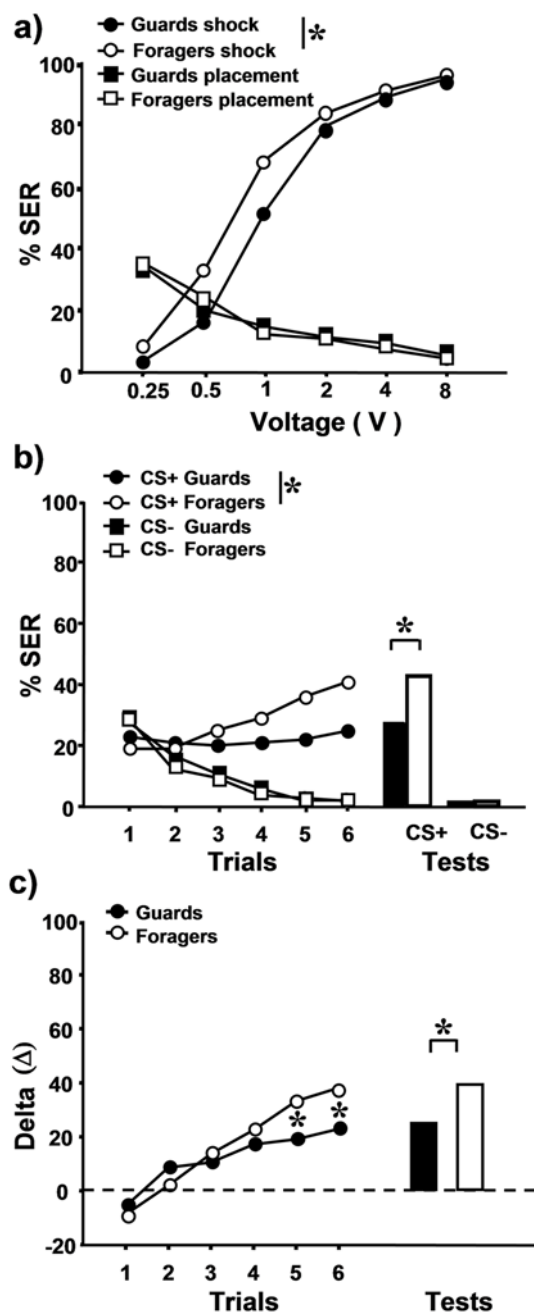 a)
Guards shock
Foragers shock
Guards placement
Foragers placement
*
100
80
60
40
20
0
% SER
0.25 0.5 1 2 4 8
Voltage ( V )
b)
CS+ Guards
CS+ Foragers
CS- Guards
CS- Foragers
*
100
80
60
40
20
0
% SER
*
1 2 3 4 5 6
CS+ CS-
Trials Tests
c)
Guards
Foragers
100
80
60
40
20
0
-20
Delta (Δ)
* *
*
1 2 3 4 5 6
Trials Tests